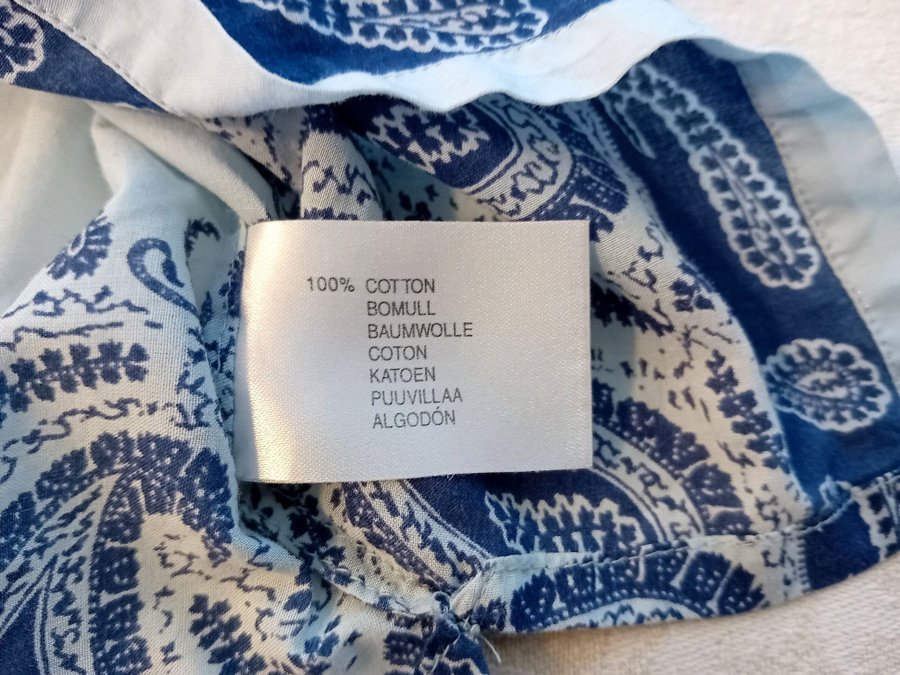 100% COTTON
BOMULL
BAUMWOLLE
COTON
KATOEN
PUUVILLAA
ALGODÓN